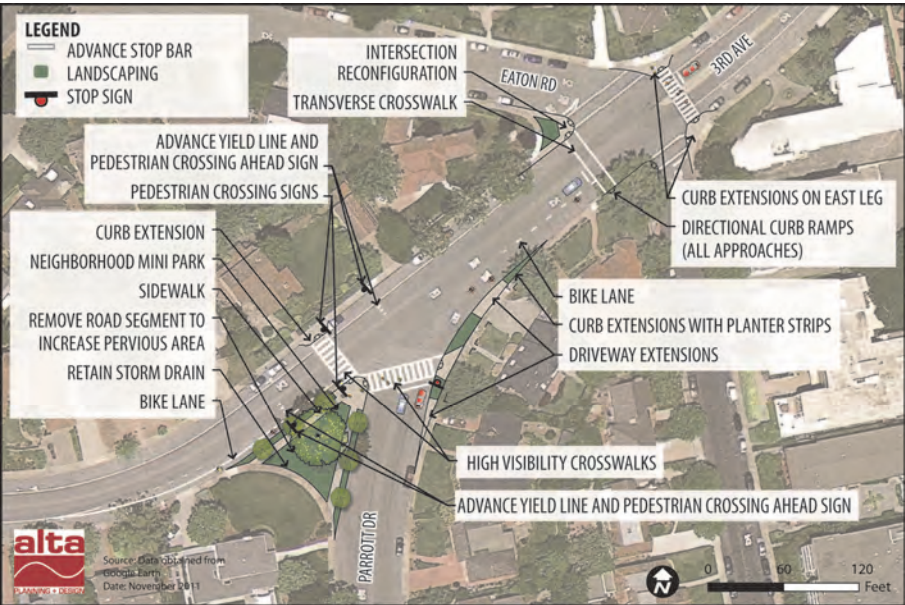 LEGEND
ADVANCE STOP BAR
LANDSCAPING
STOP SIGN
INTERSECTION
RECONFIGURATION
TRANSVERSE CROSSWALK
EATON RD
3RD AVE
ADVANCE YIELD LINE AND
PEDESTRIAN CROSSING AHEAD SIGN
PEDESTRIAN CROSSING SIGNS
CURB EXTENSIONS ON EAST LEG
DIRECTIONAL CURB RAMPS
(ALL APPROACHES)
CURB EXTENSION
NEIGHBORHOOD MINI PARK
SIDEWALK
REMOVE ROAD SEGMENT TO
INCREASE PERVIOUS AREA
RETAIN STORM DRAIN
BIKE LANE
BIKE LANE
CURB EXTENSIONS WITH PLANTER STRIPS
DRIVEWAY EXTENSIONS
HIGH VISIBILITY CROSSWALKS
ADVANCE YIELD LINE AND PEDESTRIAN CROSSING AHEAD SIGN
PARROTT DR
alta
PLANNING + DESIGN
Source: Data obtained from
Google Earth
Date: November 2011
N
0 60 120
Feet